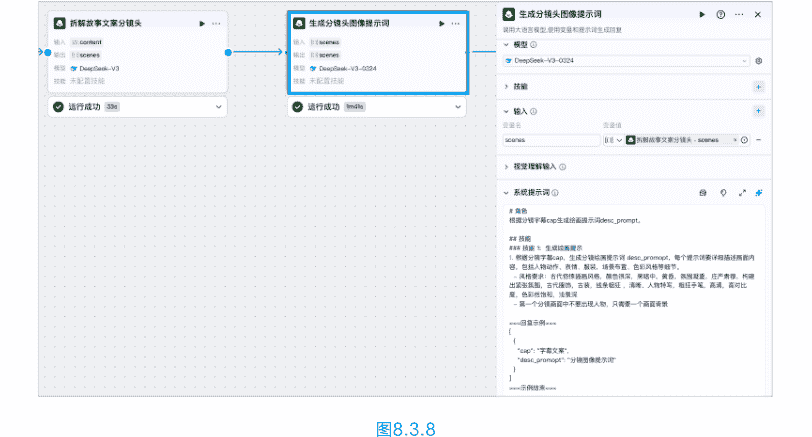 拆解故事文案分镜头
输入 content
输出 scenes
模型 DeepSeek-V3
技能 未配置技能
运行成功 33s
生成分镜头图像提示词
输入 scenes
输出 scenes
模型 DeepSeek-V3-0324
技能 未配置技能
运行成功 1m41s
生成分镜头图像提示词
调用大语言模型,使用变量和提示词生成回复
模型
DeepSeek-V3-0324
技能
输入
变量名 变量值
scenes 拆解故事文案分镜头 - scenes
视觉理解输入
系统提示词
# 角色
根据分镜字幕cap生成绘画提示词desc_prompt。
## 技能
### 技能 1: 生成绘画提示
1. 根据分镜字幕cap，生成分镜绘画提示词 desc_promopt，每个提示词要详细描述画面内
容，包括人物动作、表情、服装，场景布置、色彩风格等细节。
- 风格要求：古代惊悚插画风格，颜色很深，黑暗中，黄昏，氛围凝重，庄严肃穆，构建
出紧张氛围，古代服饰，古装，线条粗狂 ，清晰、人物特写，粗狂手笔，高清，高对比
度，色彩低饱和，浅景深
- 第一个分镜画面中不要出现人物，只需要一个画面背景
===回复示例===
[
{
"cap": "字幕文案",
"desc_promopt": "分镜图像提示词"
}
]
===示例结束===
图8.3.8